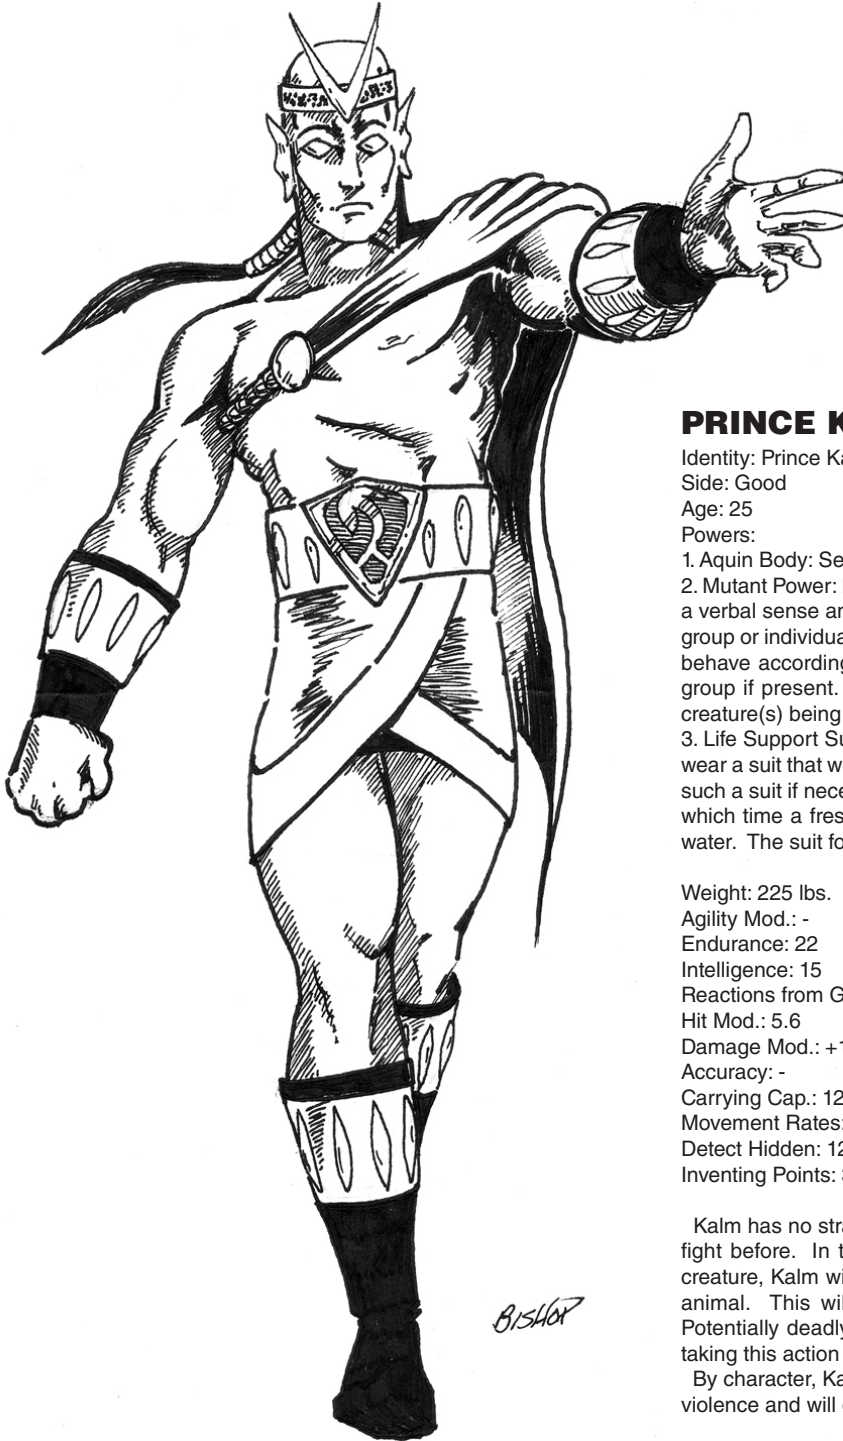 PRINCE K
Identity: Prince Ka
Side: Good
Age: 25
Powers:
1. Aquin Body: Se
2. Mutant Power:
a verbal sense an
group or individua
behave according
group if present.
creature(s) being
3. Life Support Su
wear a suit that w
such a suit if nece
which time a fres
water. The suit fo
Weight: 225 lbs.
Agility Mod.: -
Endurance: 22
Intelligence: 15
Reactions from G
Hit Mod.: 5.6
Damage Mod.: +1
Accuracy: -
Carrying Cap.: 12
Movement Rates:
Detect Hidden: 12
Inventing Points:
Kalm has no stra
fight before. In t
creature, Kalm wi
animal. This wil
Potentially deadly
taking this action
By character, Ka
violence and will
BISHOP